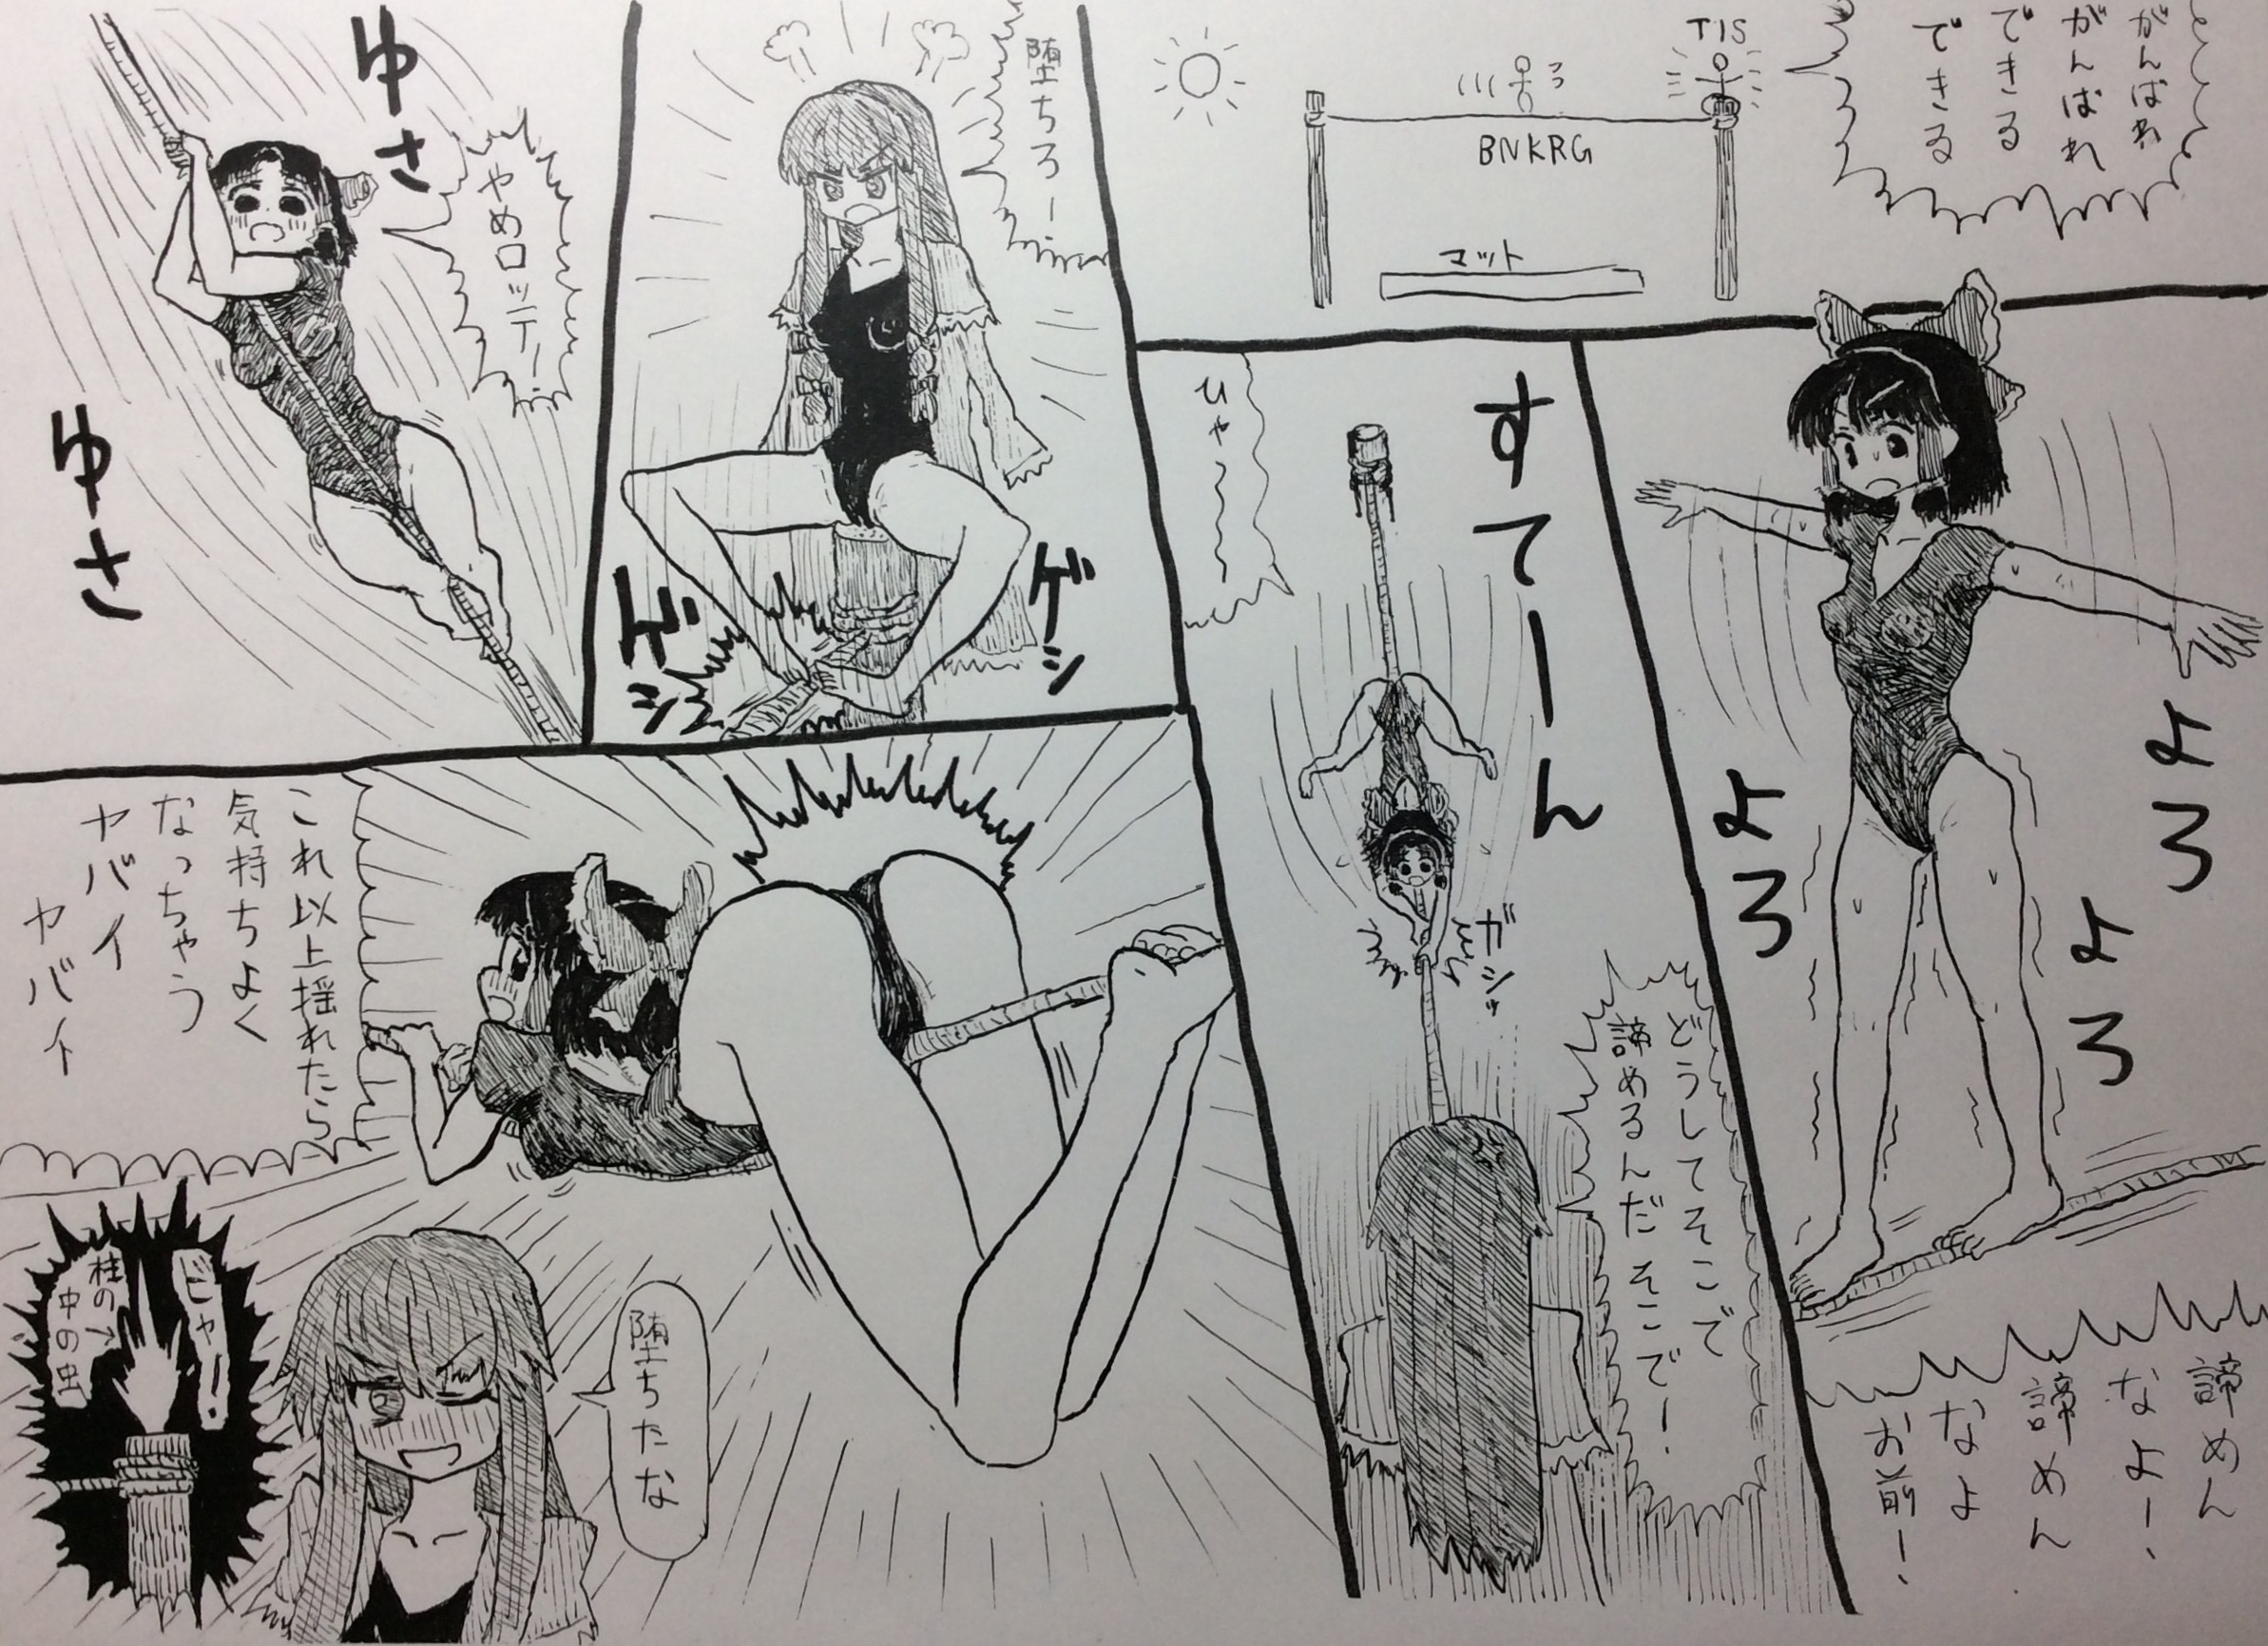 がんばれ
がんばれ
できる
できる
TIS
BNKRG
マット
よろ
よろ
よろ
諦めん
なよー、
諦めん
なよ
お前ー！
すてーん
ひゃ〜〜〜
ガシッ
どうしてそこで
諦めるんだ そこでー！
堕ちろー
ゲシ
ゲシ
ゆさ
やめロッテー
ゆさ
これ以上揺れたら
気持ちよく
なっちゃう
ヤバイ
ヤバイ
堕ちたな
ピャー！
柱の→
中の虫